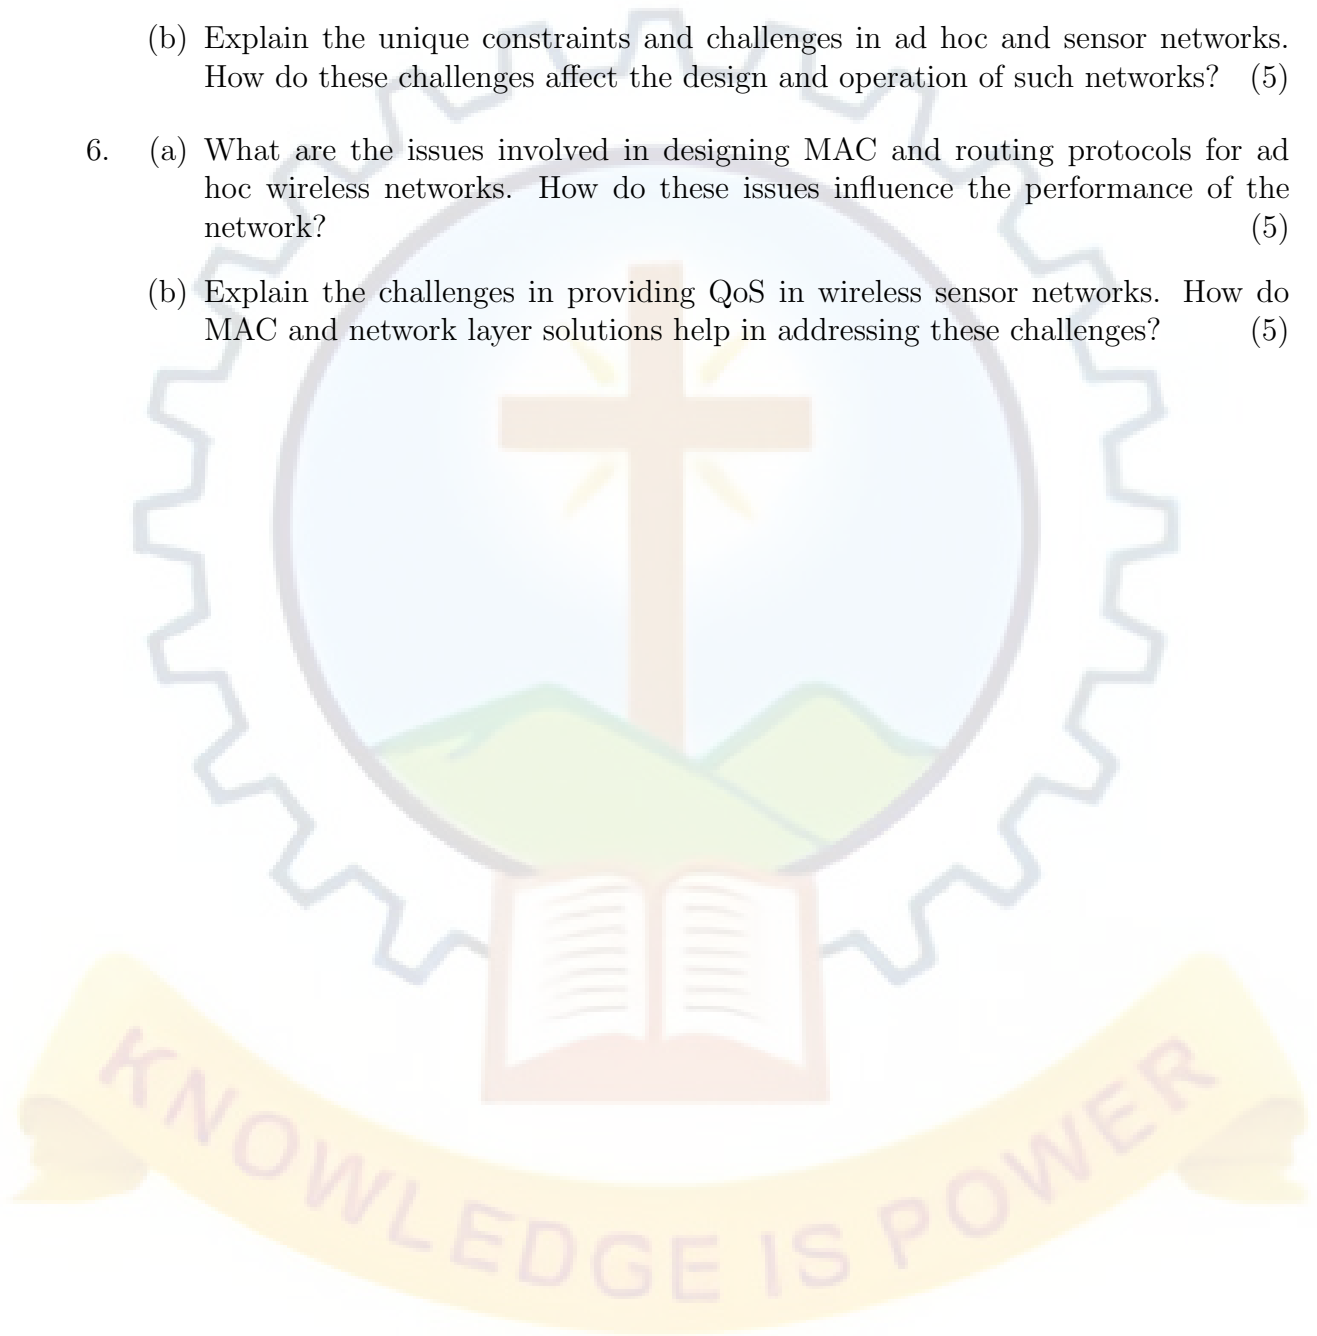 (b) Explain the unique constraints and challenges in ad hoc and sensor networks.
How do these challenges affect the design and operation of such networks? (5)
6. (a) What are the issues involved in designing MAC and routing protocols for ad
hoc wireless networks. How do these issues influence the performance of the
network? (5)
(b) Explain the challenges in providing QoS in wireless sensor networks. How do
MAC and network layer solutions help in addressing these challenges? (5)
KNOWLEDGE IS POWER